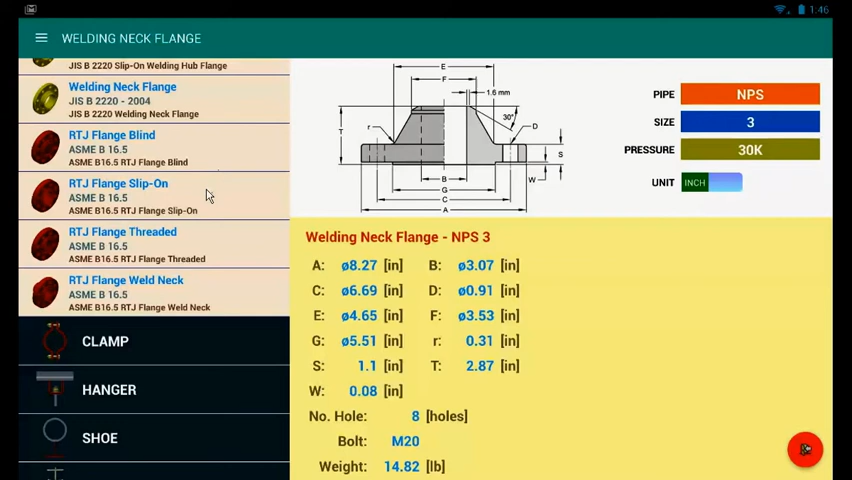 1.46
WELDING NECK FLANGE
JIS B 2220 Slip-On Welding Hub Flange
Welding Neck Flange
JIS B 2220 - 2004
JIS B 2220 Welding Neck Flange
RTJ Flange Blind
ASME B 16.5
ASME B16.5 RTJ Flange Blind
RTJ Flange Slip-On
ASME B 16.5
ASME B16.5 RTJ Flange Slip-On
RTJ Flange Threaded
ASME B 16.5
ASME B16.5 RTJ Flange Threaded
RTJ Flange Weld Neck
ASME B 16.5
ASME B16.5 RTJ Flange Weld Neck
CLAMP
HANGER
SHOE
E
F
1.6 mm
30°
r
D
T
S
B
W
G
C
A
PIPE NPS
SIZE 3
PRESSURE 30K
UNIT INCH
Welding Neck Flange - NPS 3
A: ø8.27 [in] B: ø3.07 [in]
C: ø6.69 [in] D: ø0.91 [in]
E: ø4.65 [in] F: ø3.53 [in]
G: ø5.51 [in] r: 0.31 [in]
S: 1.1 [in] T: 2.87 [in]
W: 0.08 [in]
No. Hole: 8 [holes]
Bolt: M20
Weight: 14.82 [lb]